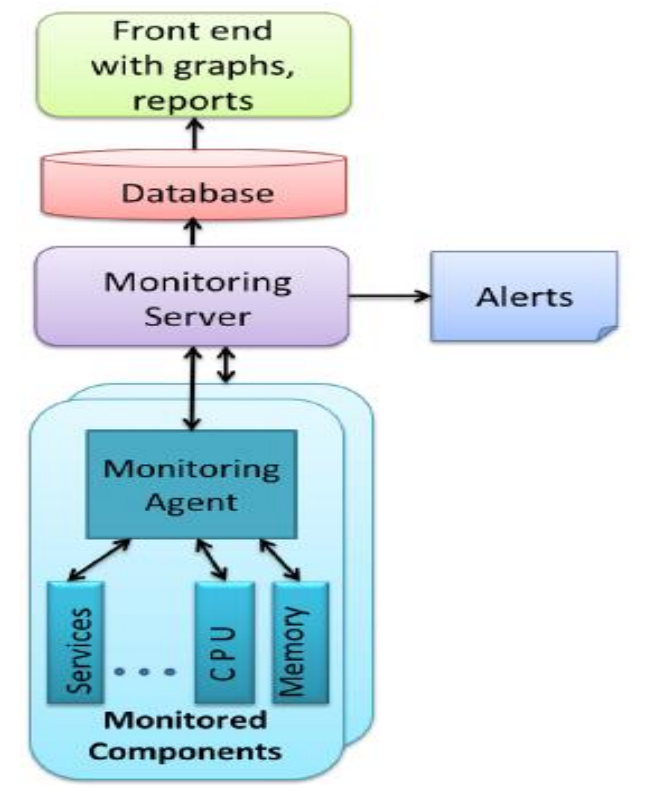 Front end
with graphs,
reports
Database
Monitoring
Server
Alerts
Monitoring
Agent
Services
...
CPU
Memory
Monitored
Components